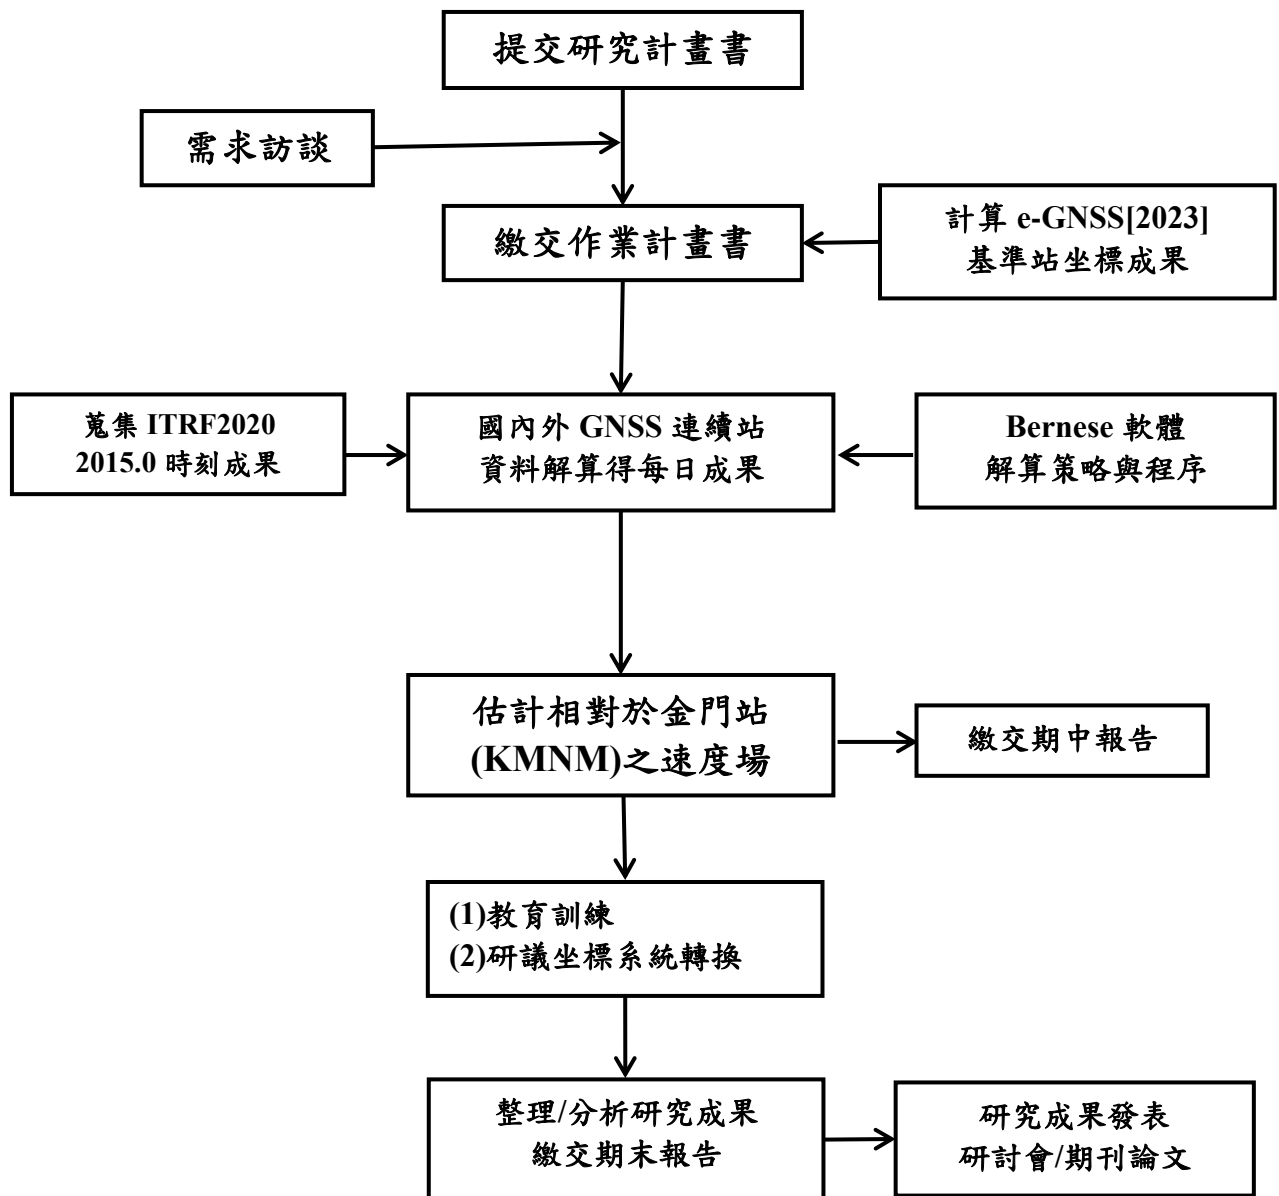 提交研究計畫書
需求訪談
繳交作業計畫書
計算 e-GNSS[2023]
基準站坐標成果
蒐集 ITRF2020
2015.0 時刻成果
國內外 GNSS 連續站
資料解算得每日成果
Bernese 軟體
解算策略與程序
估計相對於金門站
(KMNM)之速度場
繳交期中報告
(1)教育訓練
(2)研議坐標系統轉換
整理/分析研究成果
繳交期末報告
研究成果發表
研討會/期刊論文